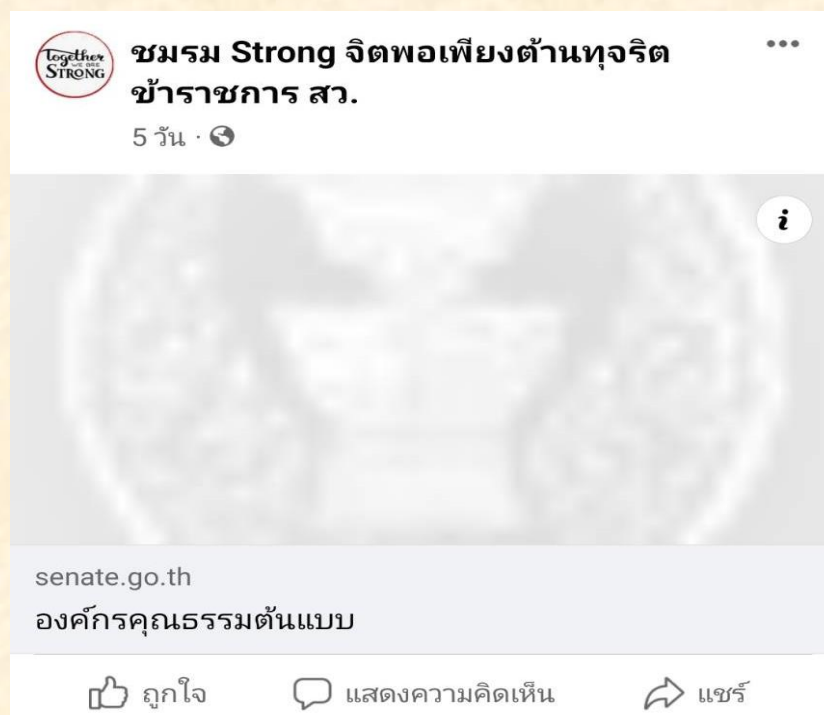 Together
WE ARE
STRONG
ชมรม Strong จิตพอเพียงต้านทุจริต
ข้าราชการ สว.
5 วัน ·
i
senate.go.th
องค์กรคุณธรรมต้นแบบ
ถูกใจ
แสดงความคิดเห็น
แชร์